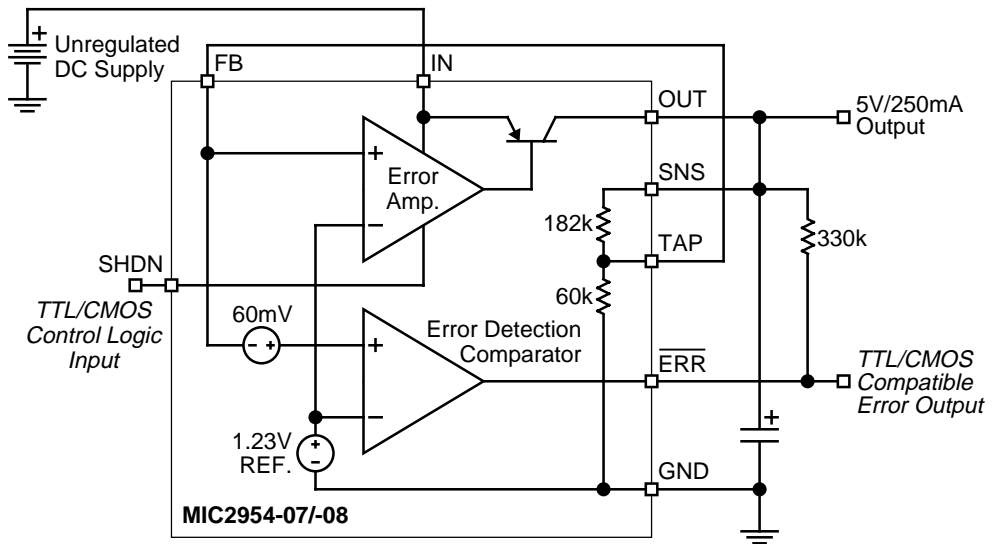 Unregulated
DC Supply
FB
IN
OUT
5V/250mA
Output
SNS
Error
Amp.
182k
330k
TAP
SHDN
60k
TTL/CMOS
Control Logic
Input
60mV
Error Detection
Comparator
ERR
TTL/CMOS
Compatible
Error Output
1.23V
REF.
GND
MIC2954-07/-08